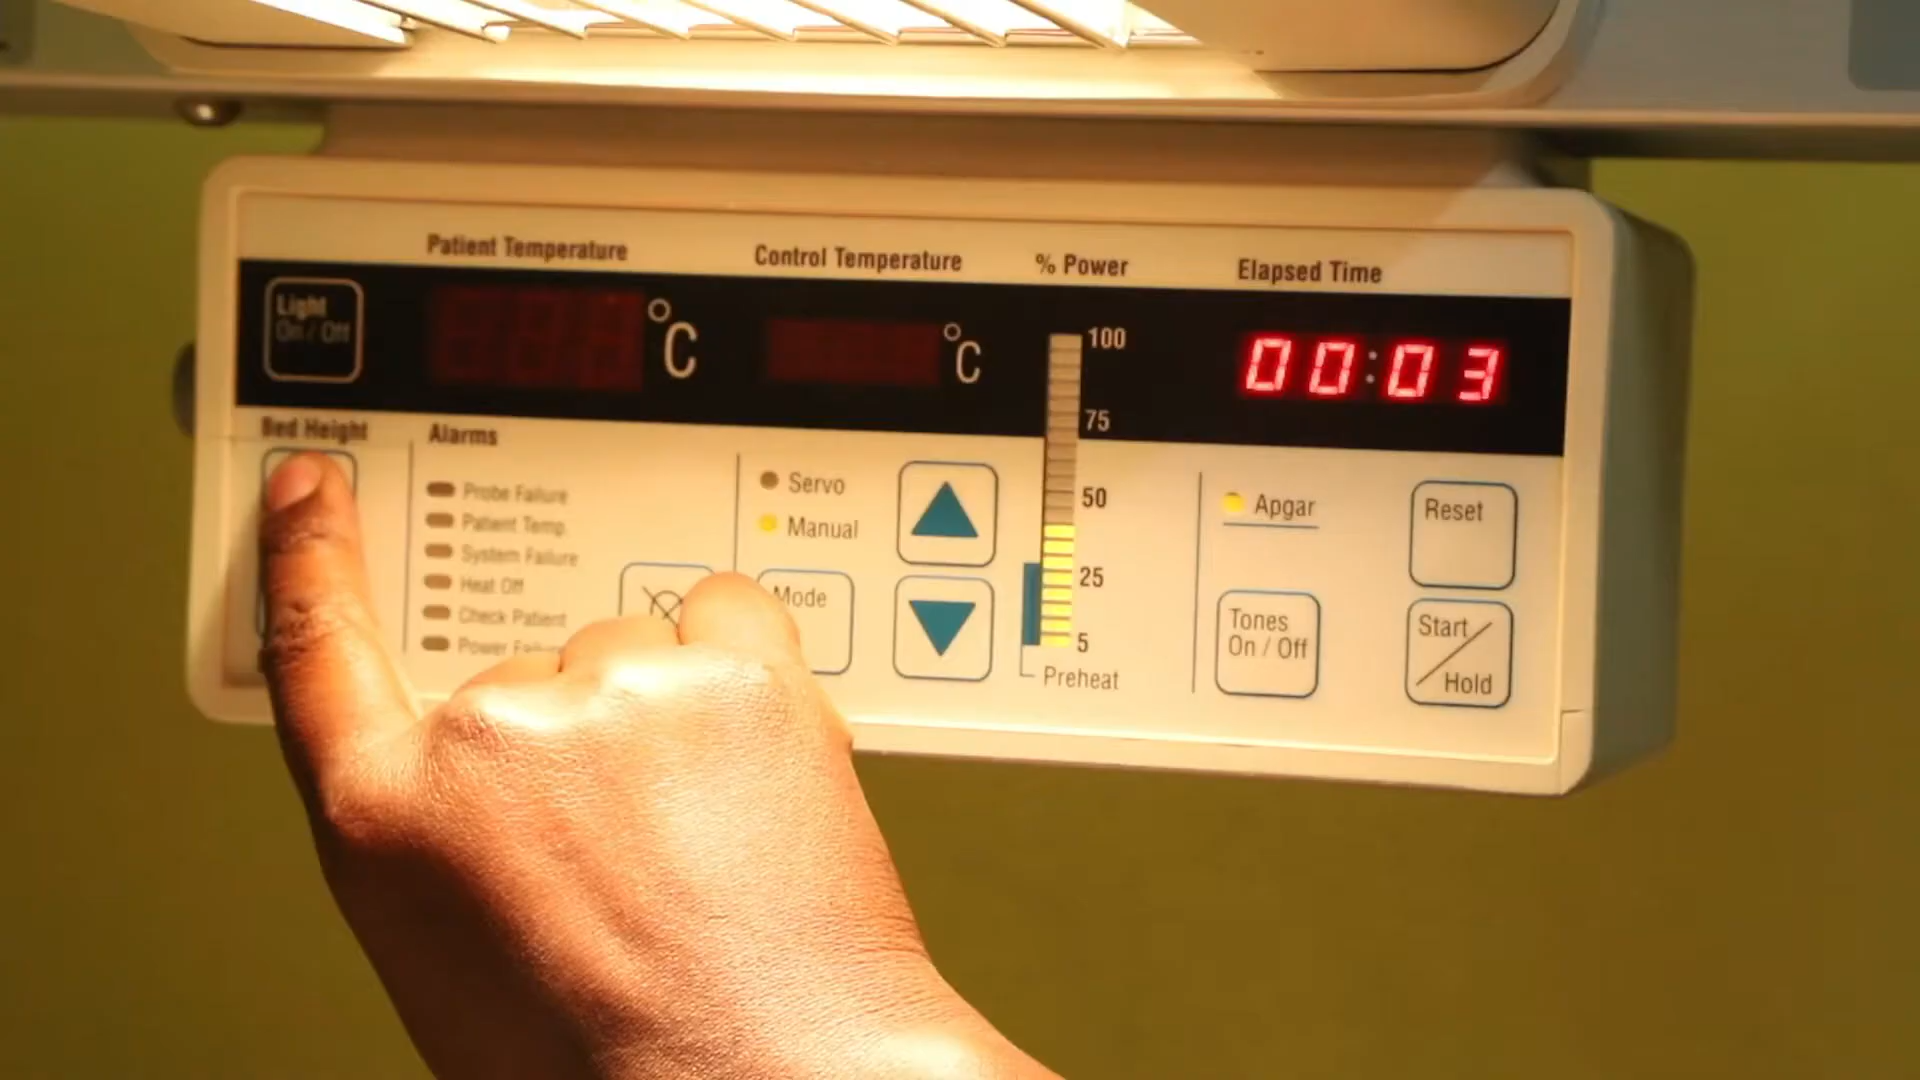 Patient Temperature
Control Temperature
% Power
Elapsed Time
Light
On / Off
°C
°C
100
00:03
75
Bed Height
Alarms
Probe Failure
Patient Temp.
System Failure
Heat Off
Check Patient
Power
Servo
Manual
Mode
50
25
5
Preheat
Apgar
Reset
Tones
On / Off
Start/
Hold